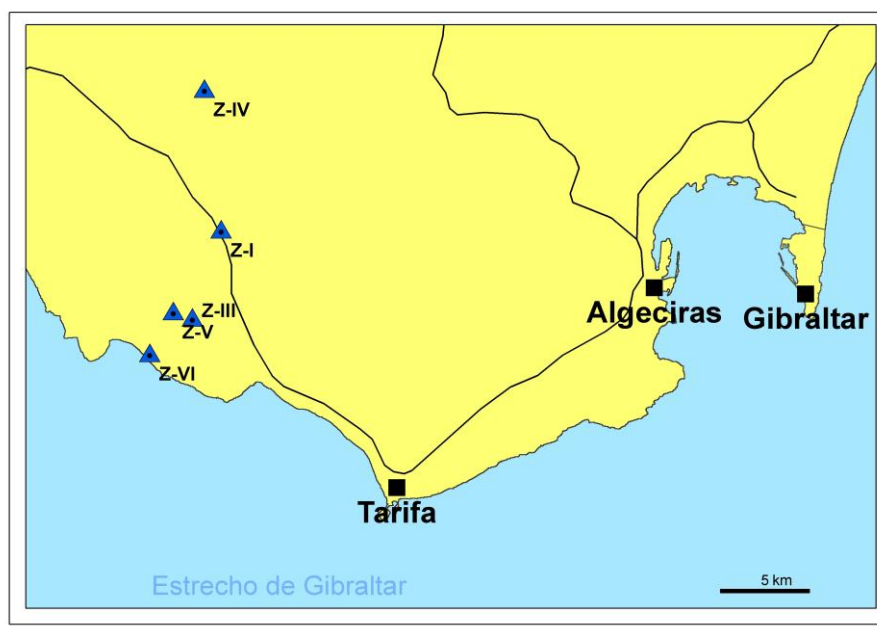 Z-IV
Z-I
Z-III
Z-V
Z-VI
Algeciras
Gibraltar
Tarifa
Estrecho de Gibraltar
5 km